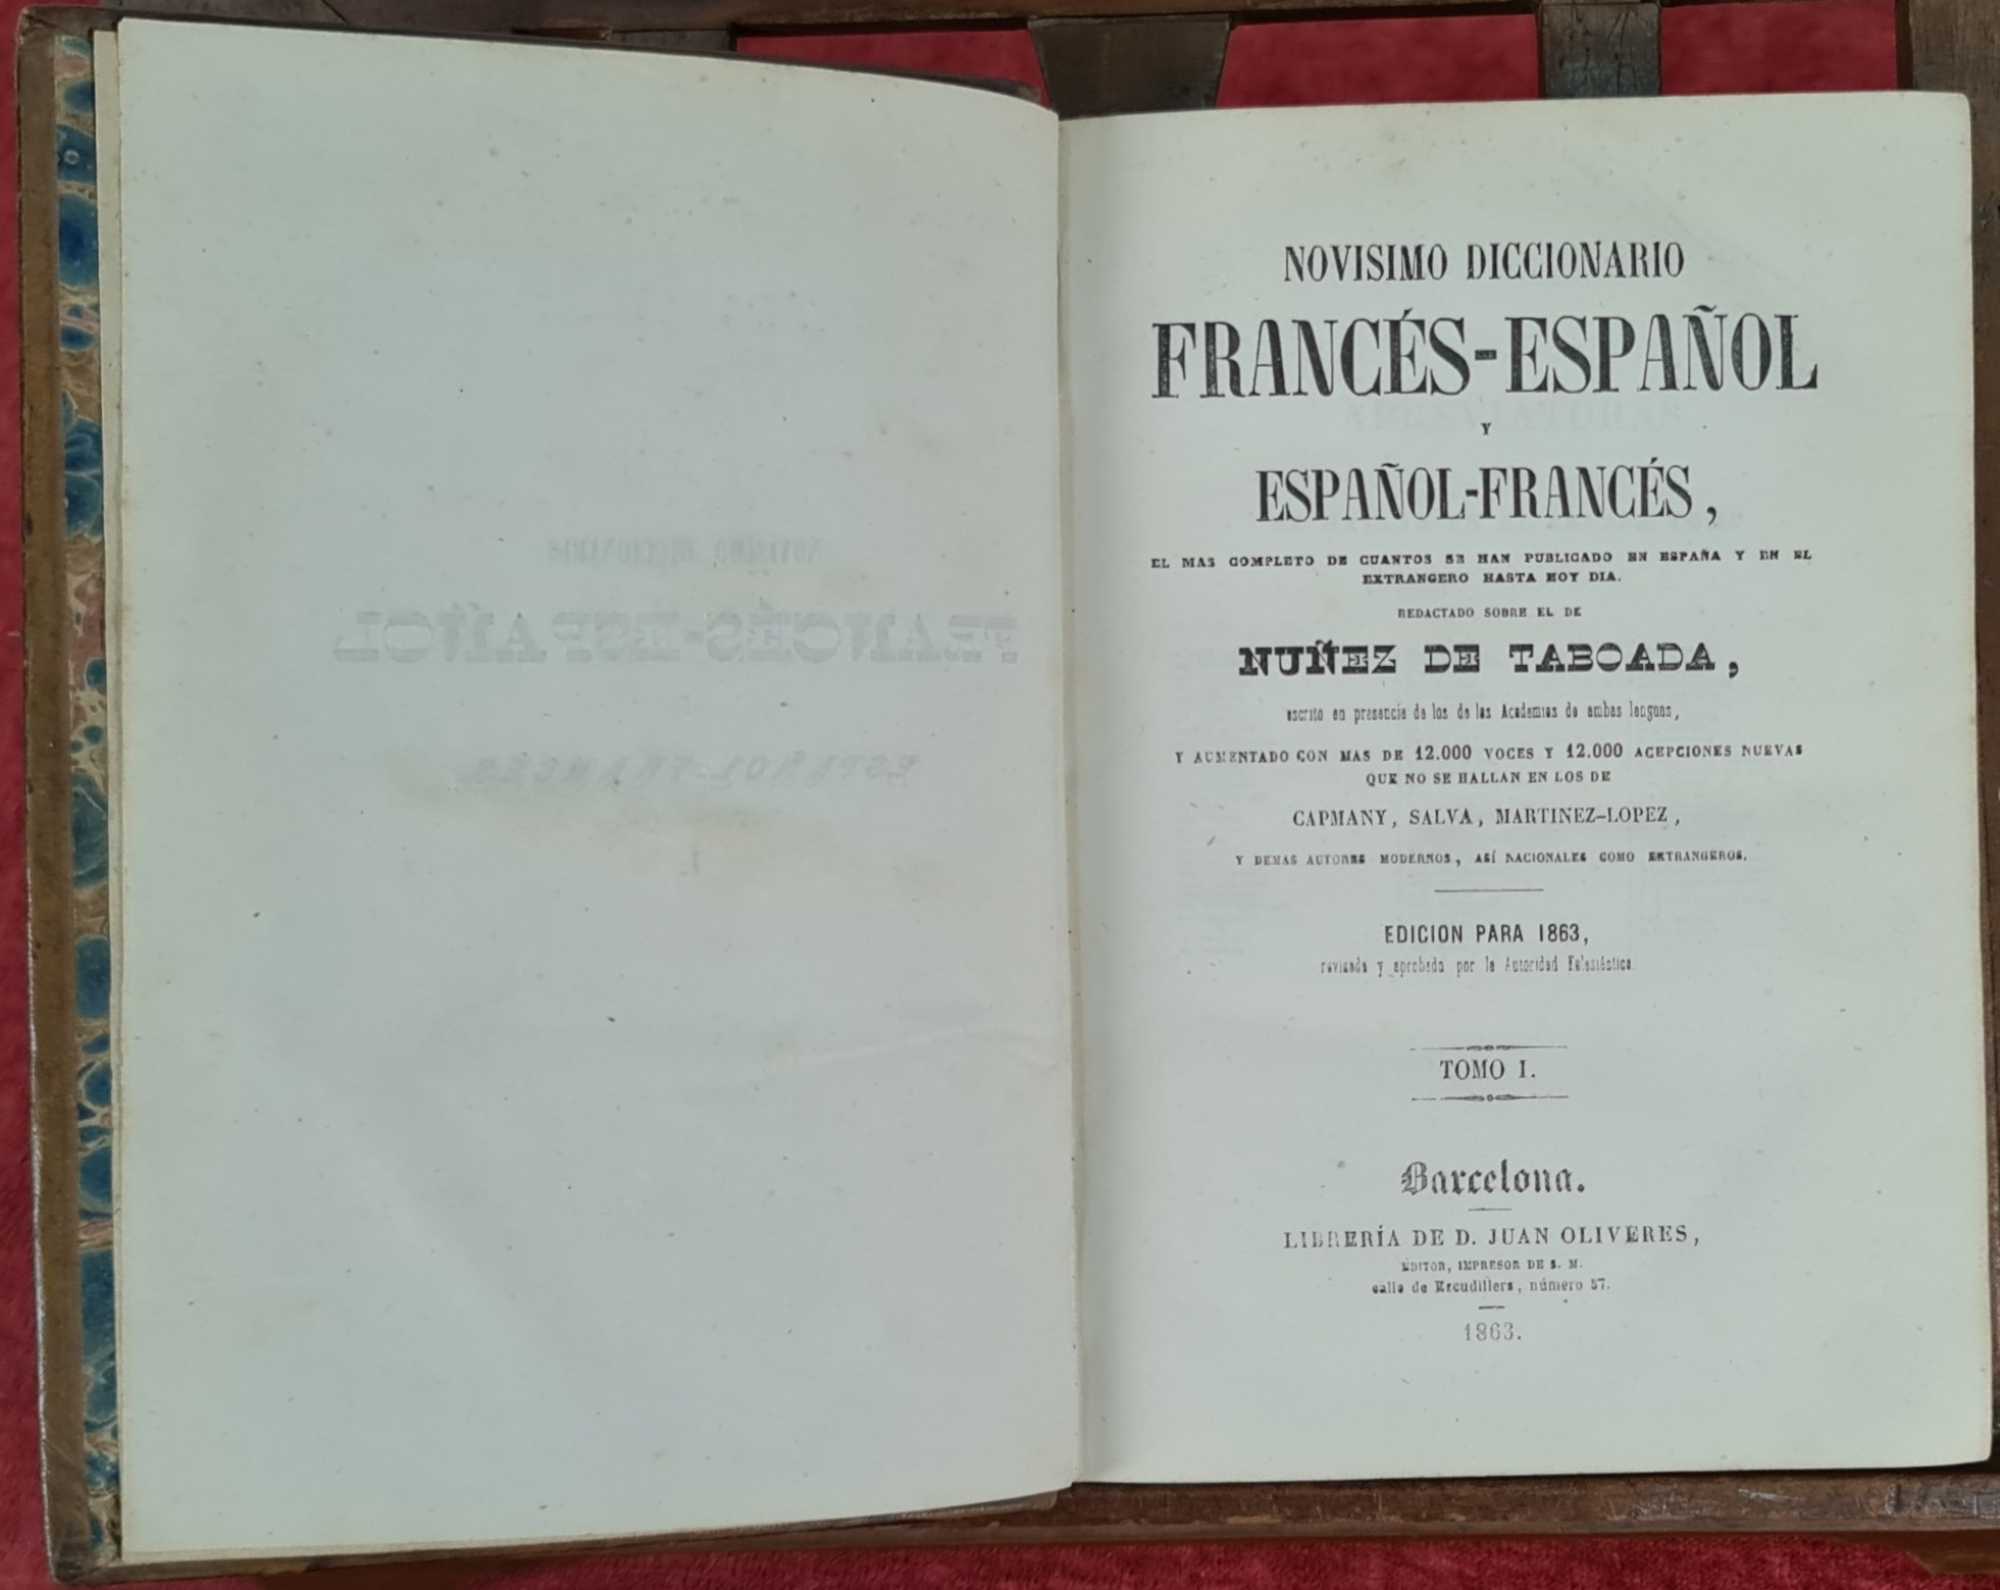 NOVISIMO DICCIONARIO
FRANCÉS-ESPAÑOL
Y
ESPAÑOL-FRANCÉS,
EL MAS COMPLETO DE CUANTOS SE HAN PUBLICADO EN ESPAÑA Y EN EL
EXTRANGERO HASTA HOY DIA.
REDACTADO SOBRE EL DE
NUÑEZ DE TABOADA,
escrito en presencia de los de las Academias de ambas lenguas,
Y AUMENTADO CON MAS DE 12.000 VOCES Y 12.000 ACEPCIONES NUEVAS
QUE NO SE HALLAN EN LOS DE
CAPMANY, SALVA, MARTINEZ-LOPEZ,
Y DEMAS AUTORES MODERNOS, ASÍ NACIONALES COMO EXTRANGEROS.
EDICION PARA 1863,
revisada y aprobada por la Autoridad Eclesiástica.
TOMO I.
Barcelona.
LIBRERÍA DE D. JUAN OLIVERES,
EDITOR, IMPRESOR DE S. M.
calle de Escudillers, número 57.
1863.